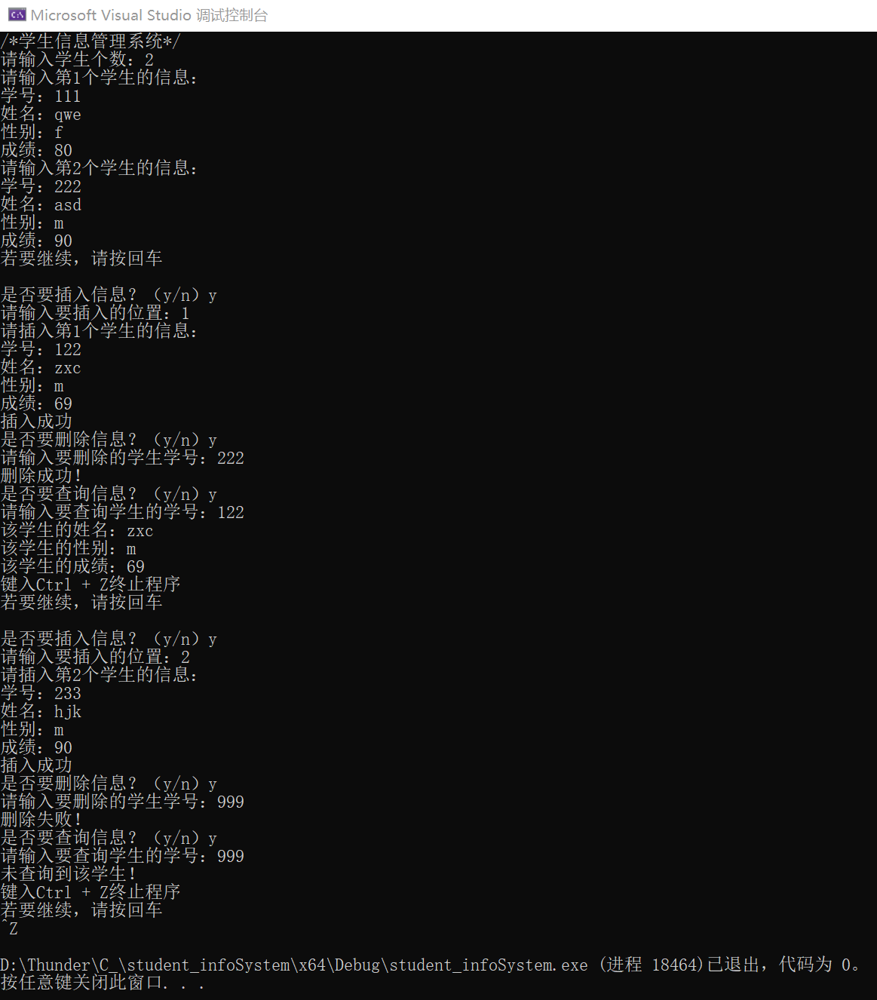 Microsoft Visual Studio 调试控制台
/*学生信息管理系统*/
请输入学生个数：2
请输入第1个学生的信息：
学号：111
姓名：qwe
性别：f
成绩：80
请输入第2个学生的信息：
学号：222
姓名：asd
性别：m
成绩：90
若要继续，请按回车
是否要插入信息？（y/n）y
请输入要插入的位置：1
请插入第1个学生的信息：
学号：122
姓名：zxc
性别：m
成绩：69
插入成功
是否要删除信息？（y/n）y
请输入要删除的学生学号：222
删除成功！
是否要查询信息？（y/n）y
请输入要查询学生的学号：122
该学生的姓名：zxc
该学生的性别：m
该学生的成绩：69
键入Ctrl + Z终止程序
若要继续，请按回车
是否要插入信息？（y/n）y
请输入要插入的位置：2
请插入第2个学生的信息：
学号：233
姓名：hjk
性别：m
成绩：90
插入成功
是否要删除信息？（y/n）y
请输入要删除的学生学号：999
删除失败！
是否要查询信息？（y/n）y
请输入要查询学生的学号：999
未查询到该学生！
键入Ctrl + Z终止程序
若要继续，请按回车
^Z
D:\Thunder\C_\student_infoSystem\x64\Debug\student_infoSystem.exe (进程 18464)已退出，代码为 0。
按任意键关闭此窗口. . .